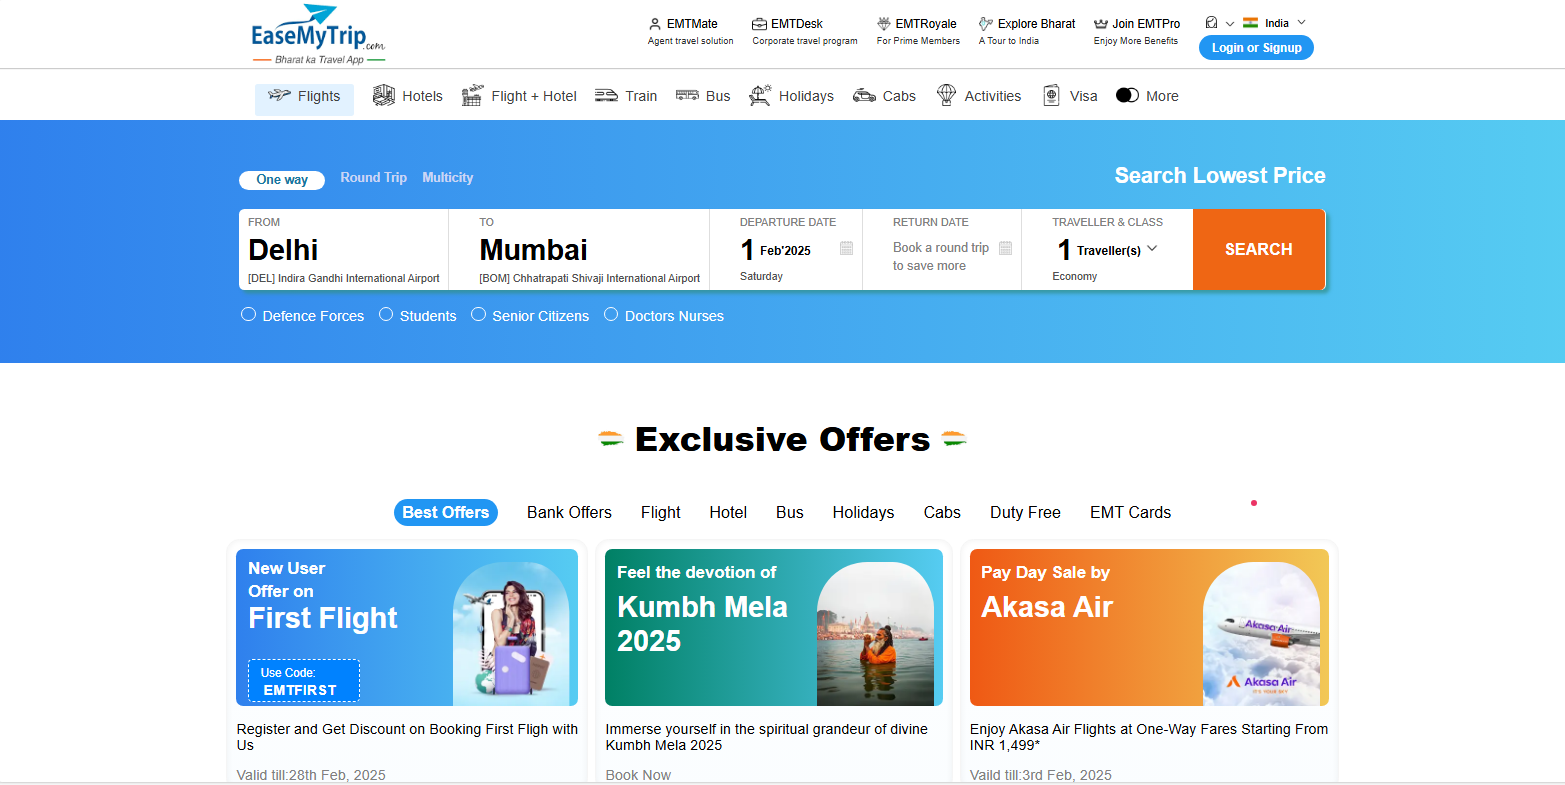 EaseMyTrip.com
Bharat ka Travel App
EMTMate
Agent travel solution
EMTDesk
Corporate travel program
EMTRoyale
For Prime Members
Explore Bharat
A Tour to India
Join EMTPro
Enjoy More Benefits
India
Login or Signup
Flights
Hotels
Flight + Hotel
Train
Bus
Holidays
Cabs
Activities
Visa
More
One way
Round Trip
Multicity
Search Lowest Price
FROM
Delhi
[DEL] Indira Gandhi International Airport
TO
Mumbai
[BOM] Chhatrapati Shivaji International Airport
DEPARTURE DATE
1 Feb'2025
Saturday
RETURN DATE
Book a round trip
to save more
TRAVELLER & CLASS
1 Traveller(s)
Economy
SEARCH
Defence Forces
Students
Senior Citizens
Doctors Nurses
Exclusive Offers
Best Offers
Bank Offers
Flight
Hotel
Bus
Holidays
Cabs
Duty Free
EMT Cards
New User
Offer on
First Flight
Use Code:
EMTFIRST
Register and Get Discount on Booking First Fligh with
Us
Valid till:28th Feb, 2025
Feel the devotion of
Kumbh Mela
2025
Immerse yourself in the spiritual grandeur of divine
Kumbh Mela 2025
Book Now
Pay Day Sale by
Akasa Air
Akasa Air
Akasa Air
IT'S YOUR SKY
Enjoy Akasa Air Flights at One-Way Fares Starting From
INR 1,499*
Vaild till:3rd Feb, 2025